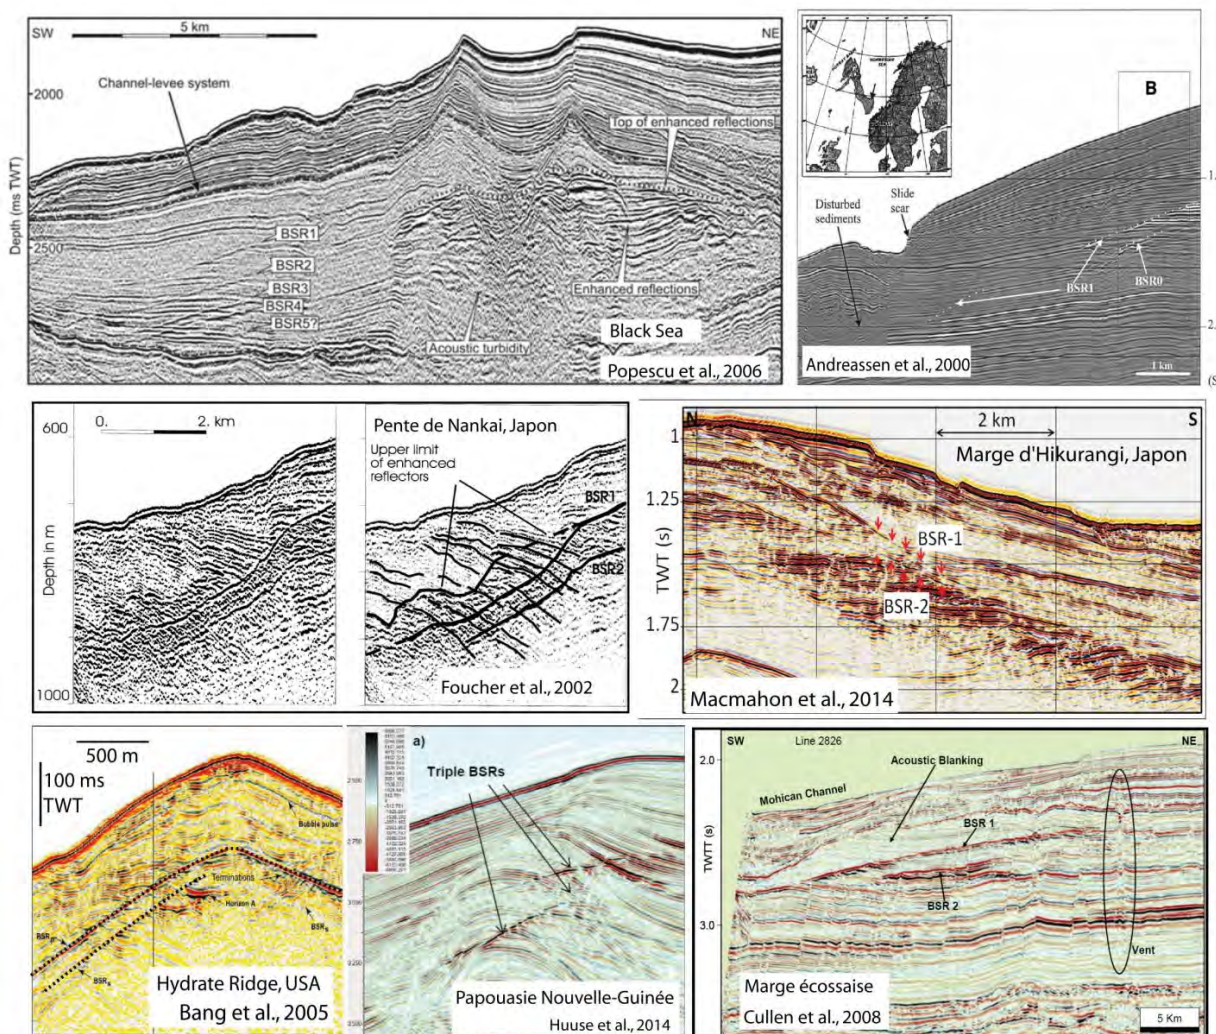 SW
5 km
NE
Channel-levee system
2000
Top of enhanced reflections
Depth (ms TWT)
BSR1
2500
BSR2
BSR3
BSR4
BSR5?
Enhanced reflections
Acoustic turbidity
Black Sea
Popescu et al., 2006
B
Slide
scar
Disturbed
sediments
1.
BSR1
BSR0
2.
Andreassen et al., 2000
1 km
(S
600
0.
2. km
Depth in m
1000
Pente de Nankai, Japon
Upper limit
of enhanced
reflectors
BSR1
BSR2
Foucher et al., 2002
N
S
2 km
Marge d'Hikurangi, Japon
1
1.25
TWT (s)
BSR-1
BSR-2
1.75
2
Macmahon et al., 2014
500 m
100 ms
TWT
Bubble pulse
Terminations
Horizon A
BSRs
Hydrate Ridge, USA
Bang et al., 2005
a)
Triple BSRs
Papouasie Nouvelle-Guinée
Huuse et al., 2014
SW
Line 2826
NE
2.0
Acoustic Blanking
Mohican Channel
BSR 1
TWTT (s)
BSR 2
3.0
Vent
Marge écossaise
Cullen et al., 2008
5 Km